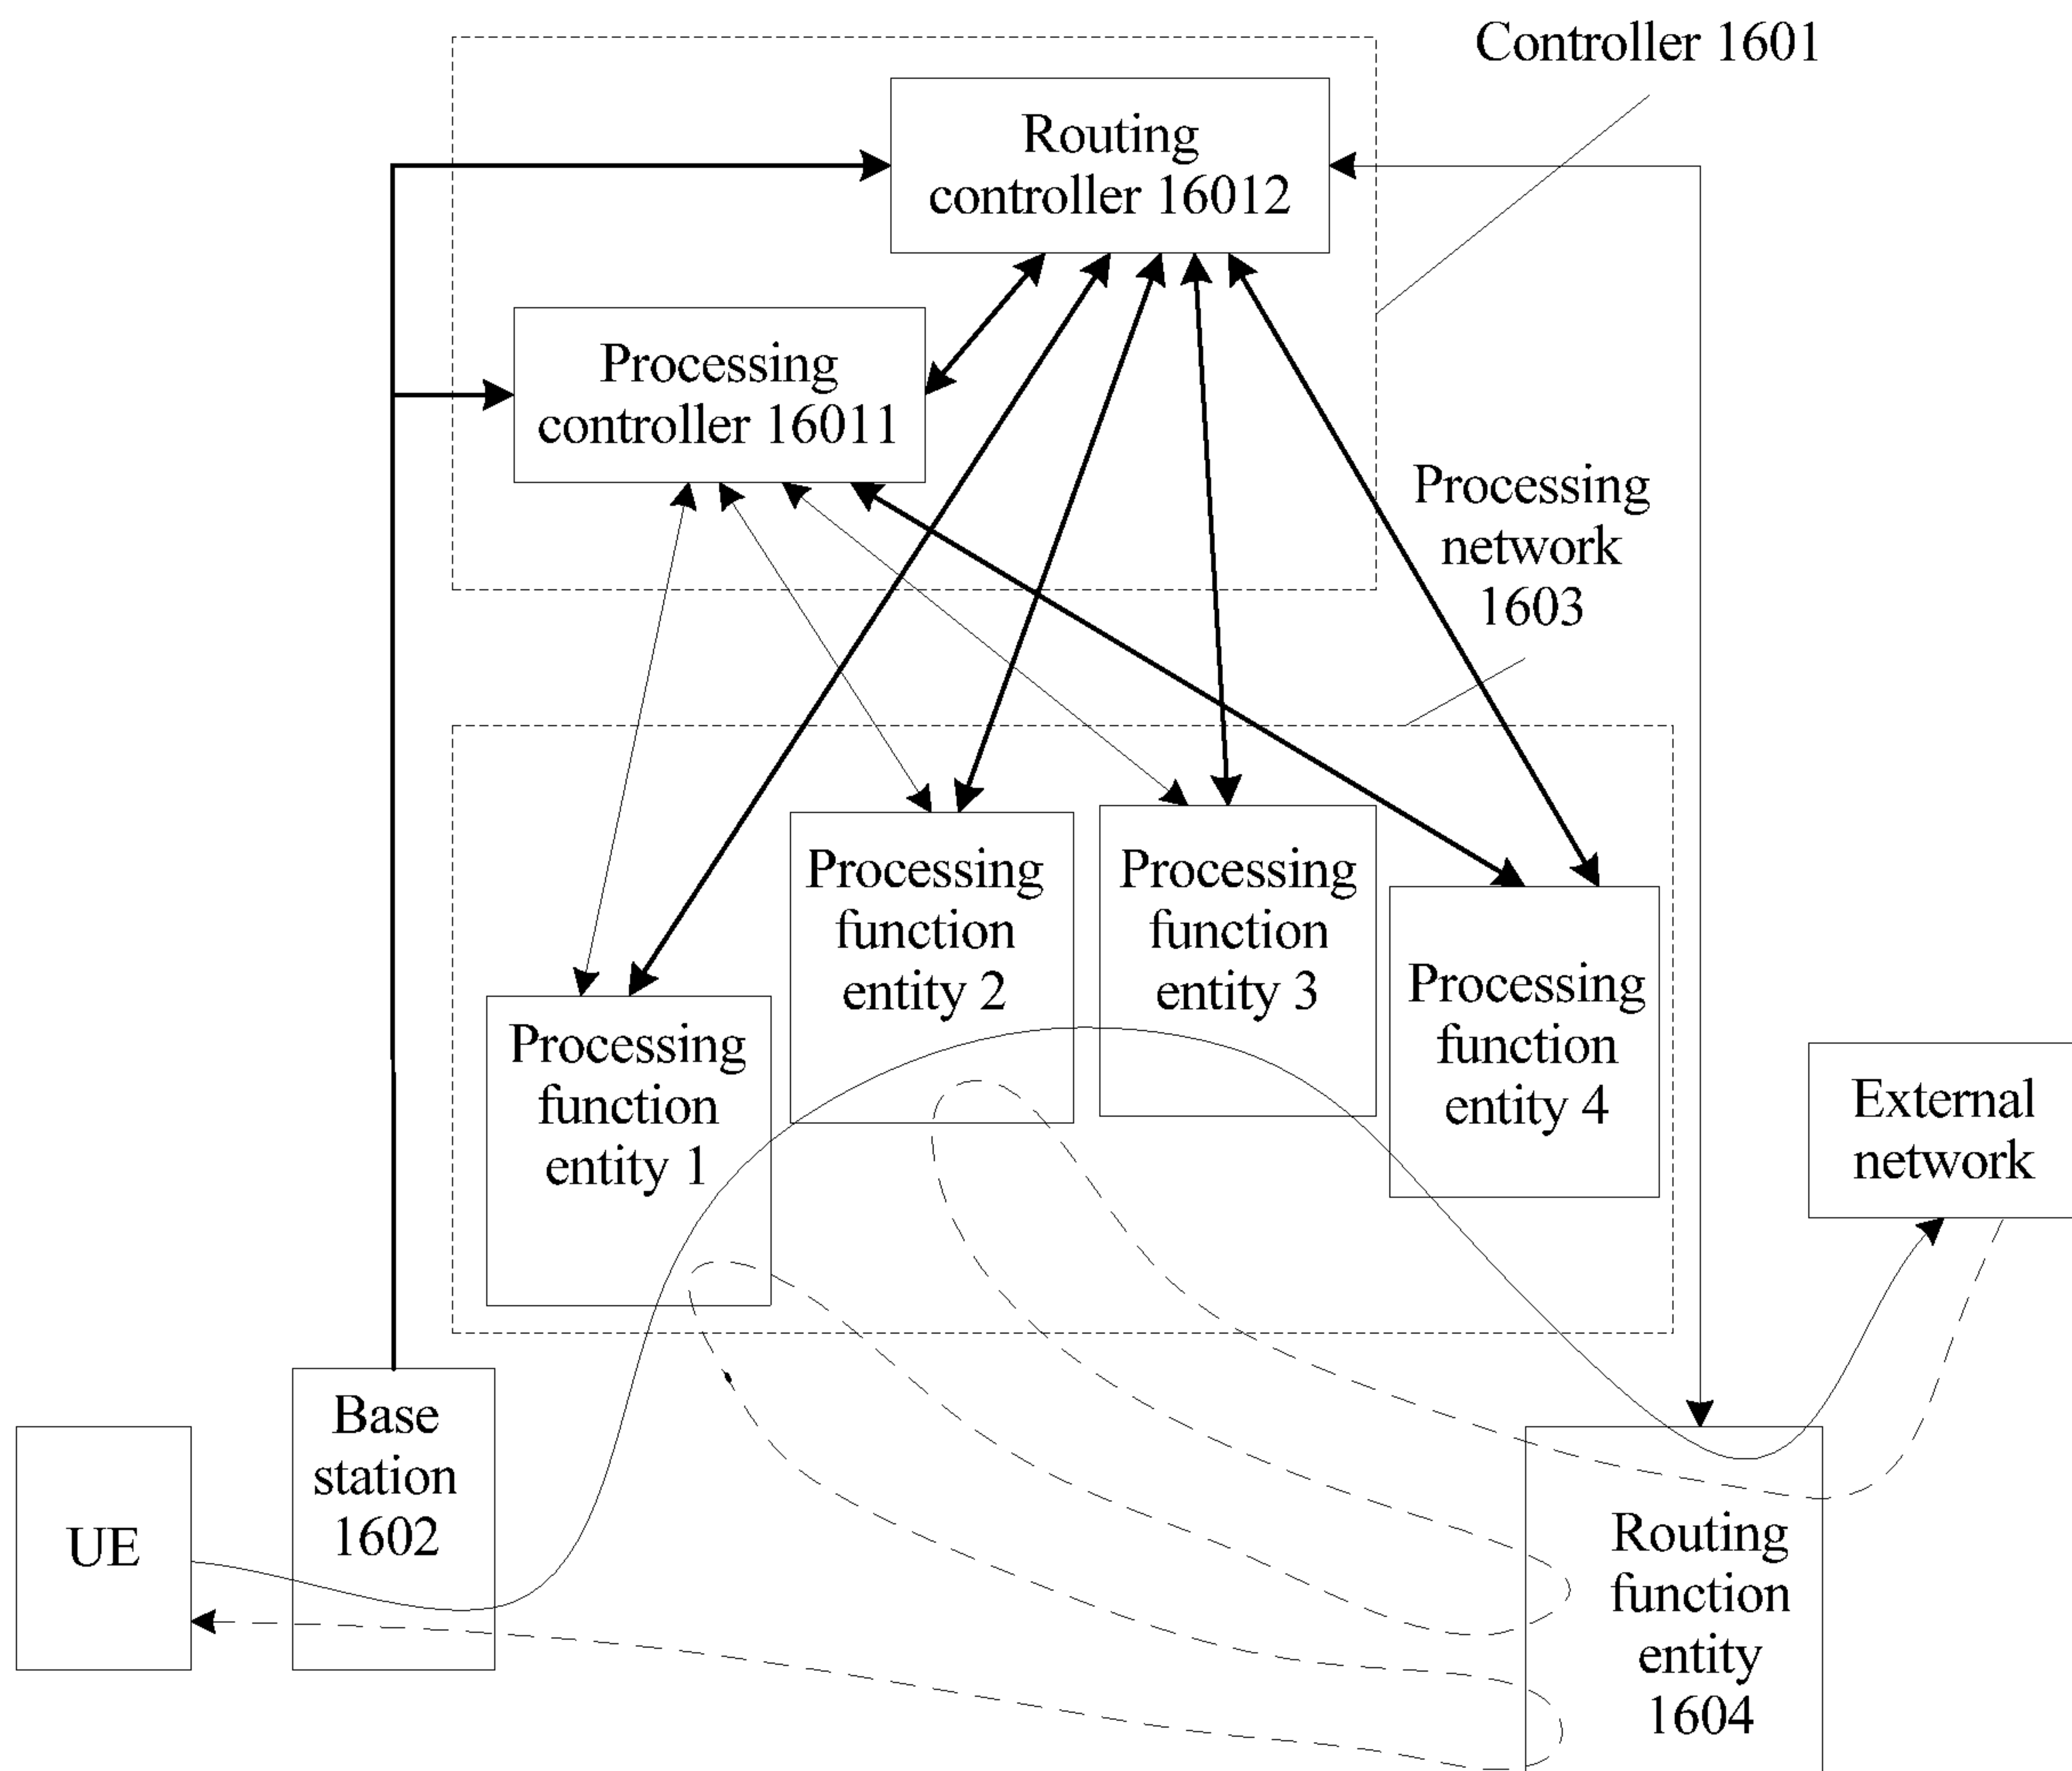 Controller 1601
Routing
controller 16012
Processing
controller 16011
Processing
network
1603
Processing
function
entity 1
Processing
function
entity 2
Processing
function
entity 3
Processing
function
entity 4
External
network
UE
Base
station
1602
Routing
function
entity
1604